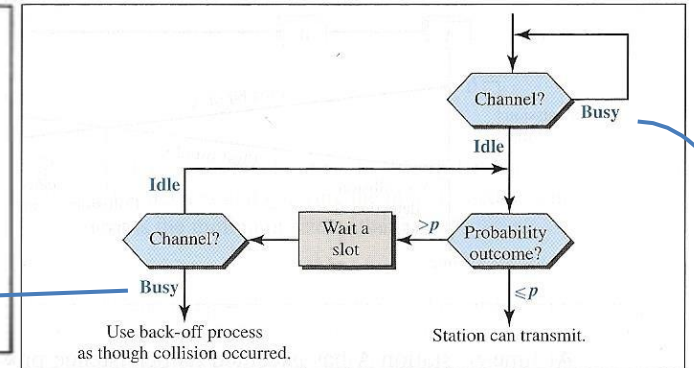 Channel?
Busy
Idle
Idle
Channel?
Wait a
slot
>p
Probability
outcome?
Busy
≤p
Use back-off process
as though collision occurred.
Station can transmit.